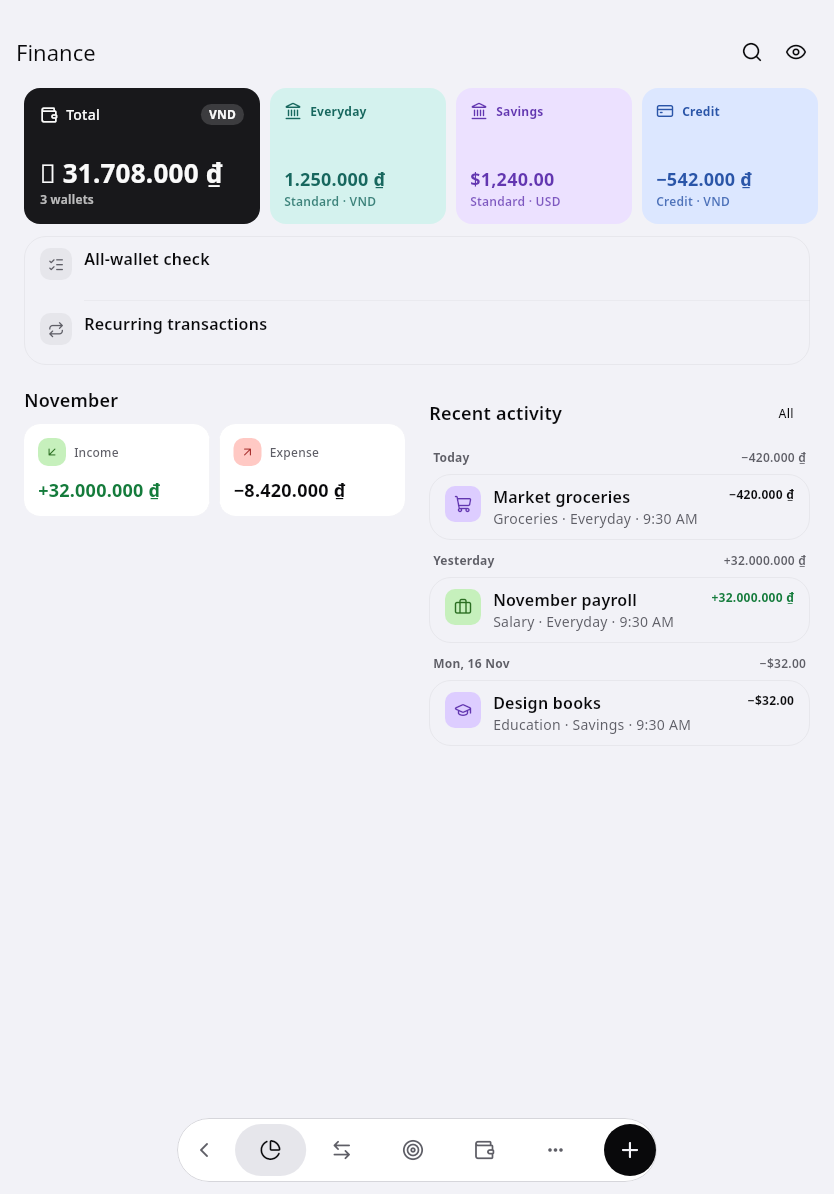 Finance
Total
VND
31.708.000 ₫
3 wallets
Everyday
1.250.000 ₫
Standard · VND
Savings
$1,240.00
Standard · USD
Credit
−542.000 ₫
Credit · VND
All-wallet check
Recurring transactions
November
Income
+32.000.000 ₫
Expense
−8.420.000 ₫
Recent activity
All
Today
−420.000 ₫
Market groceries
−420.000 ₫
Groceries · Everyday · 9:30 AM
Yesterday
+32.000.000 ₫
November payroll
+32.000.000 ₫
Salary · Everyday · 9:30 AM
Mon, 16 Nov
−$32.00
Design books
−$32.00
Education · Savings · 9:30 AM